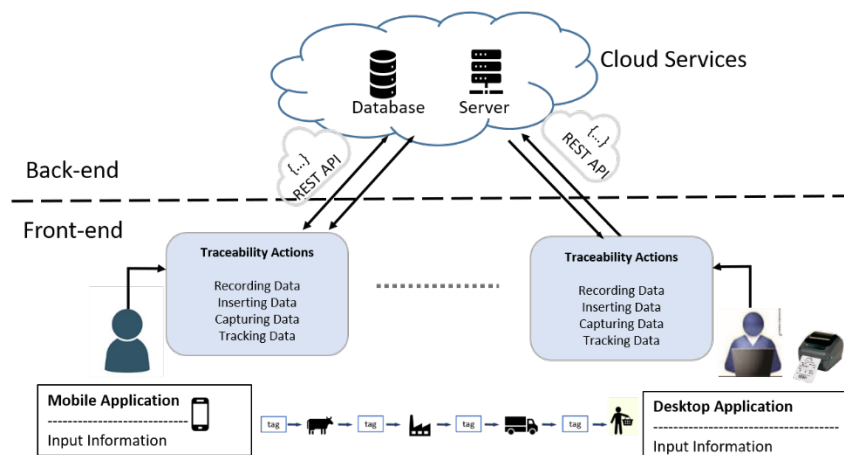 Cloud Services
Database
Server
{...}
REST API
{...}
REST API
Back-end
Front-end
Traceability Actions
Recording Data
Inserting Data
Capturing Data
Tracking Data
Traceability Actions
Recording Data
Inserting Data
Capturing Data
Tracking Data
Mobile Application
Input Information
tag
tag
tag
tag
Desktop Application
Input Information